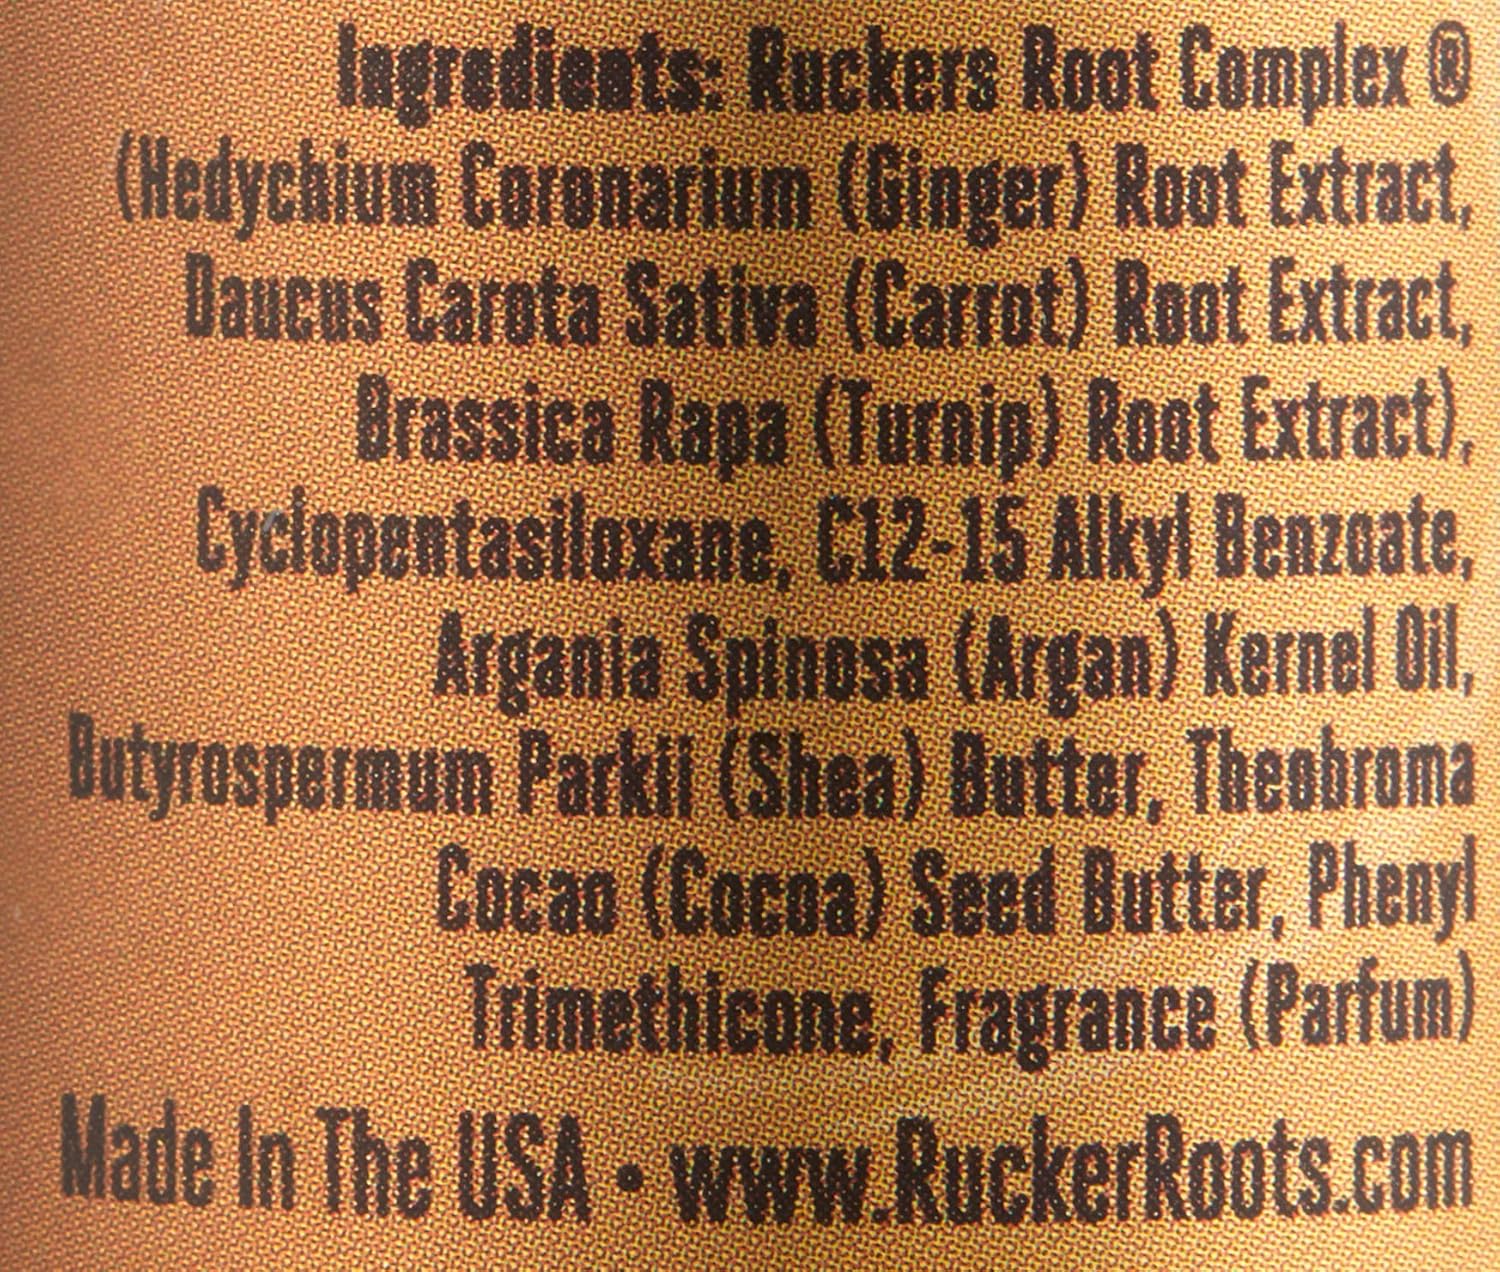 Ingredients: Ruckers Root Complex ®
(Hedychium Coronarium (Ginger) Root Extract,
Daucus Carota Sativa (Carrot) Root Extract,
Brassica Rapa (Turnip) Root Extract),
Cyclopentasiloxane, C12-15 Alkyl Benzoate,
Argania Spinosa (Argan) Kernel Oil,
Butyrospermum Parkii (Shea) Butter, Theobroma
Cocao (Cocoa) Seed Butter, Phenyl
Trimethicone, Fragrance (Parfum)
Made In The USA • www.RuckerRoots.com